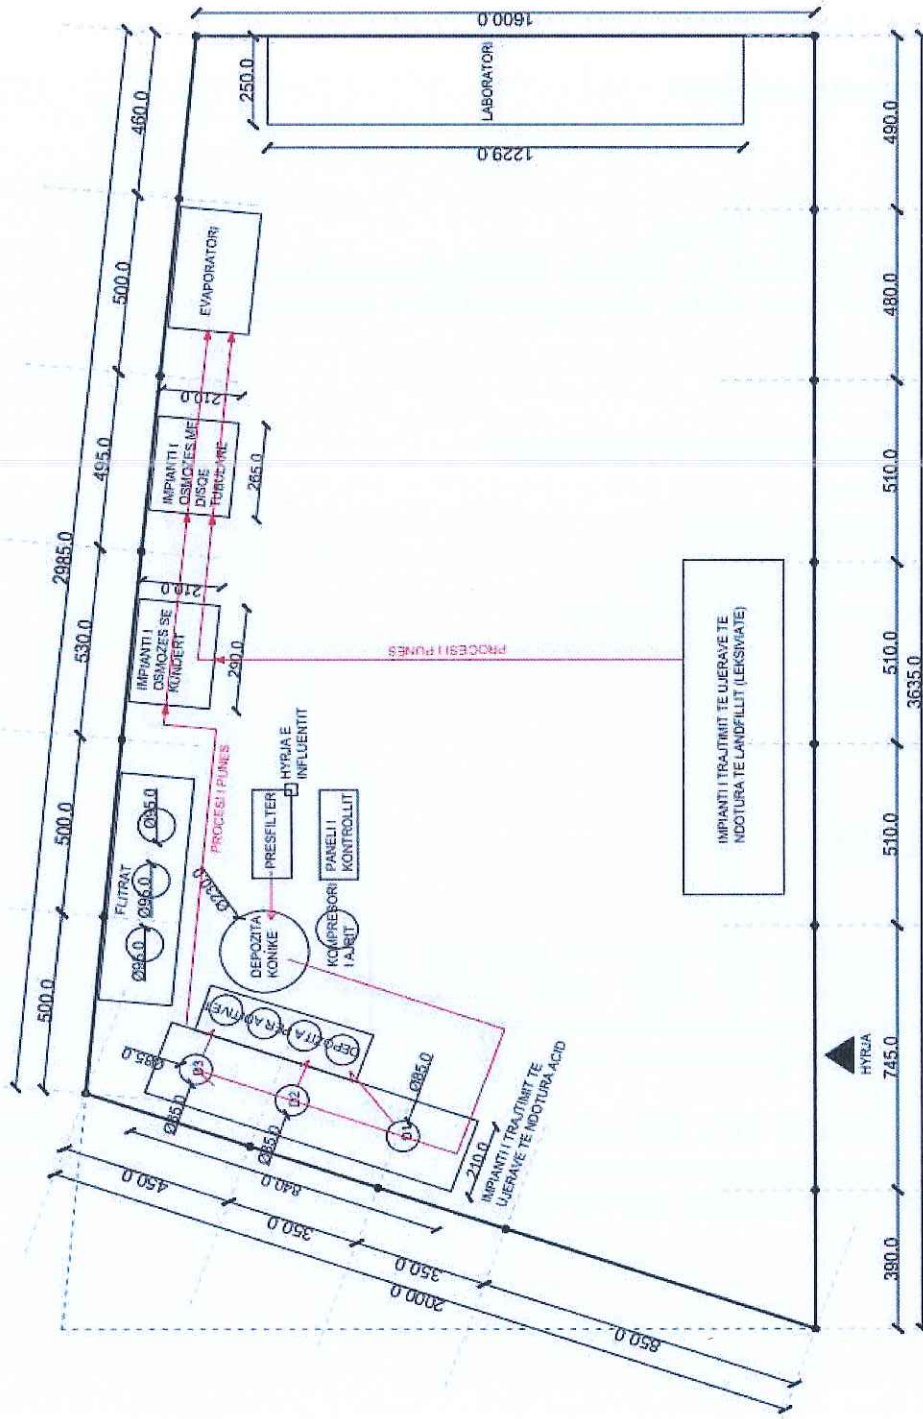 1600.0
250.0
LABORATORI
1229.0
460.0
500.0
495.0
2985.0
530.0
500.0
500.0
EVAPORATORI
210.0
IMPIANTI I
OSMOZES ME
DISQE
TUBULARE
265.0
210.0
IMPIANTI I
OSMOZES SE
KUNDERT
290.0
PROCESI I PUNES
PROCESI I PUNES
FLITRAT
Ø95.0
Ø95.0
Ø95.0
Ø230.0
PRESFILTER
HYRJA E
INFLUENTIT
PANELI I
KONTROLLIT
DEPOZITA
KONIKE
KOMPRESORI
I AJRIT
DEPOZITA PER ADITIVET
D3
D2
D1
Ø85.0
Ø85.0
Ø85.0
Ø85.0
210.0
IMPIANTI I TRAJTIMIT TE
UJERAVE TE NDOTURA ACID
840.0
450.0
350.0
350.0
2000.0
850.0
IMPIANTI I TRAJTIMIT TE UJERAVE TE
NDOTURA TE LANDFILLIT (LEKSIVIATE)
HYRJA
490.0
480.0
510.0
510.0
510.0
745.0
390.0
3635.0